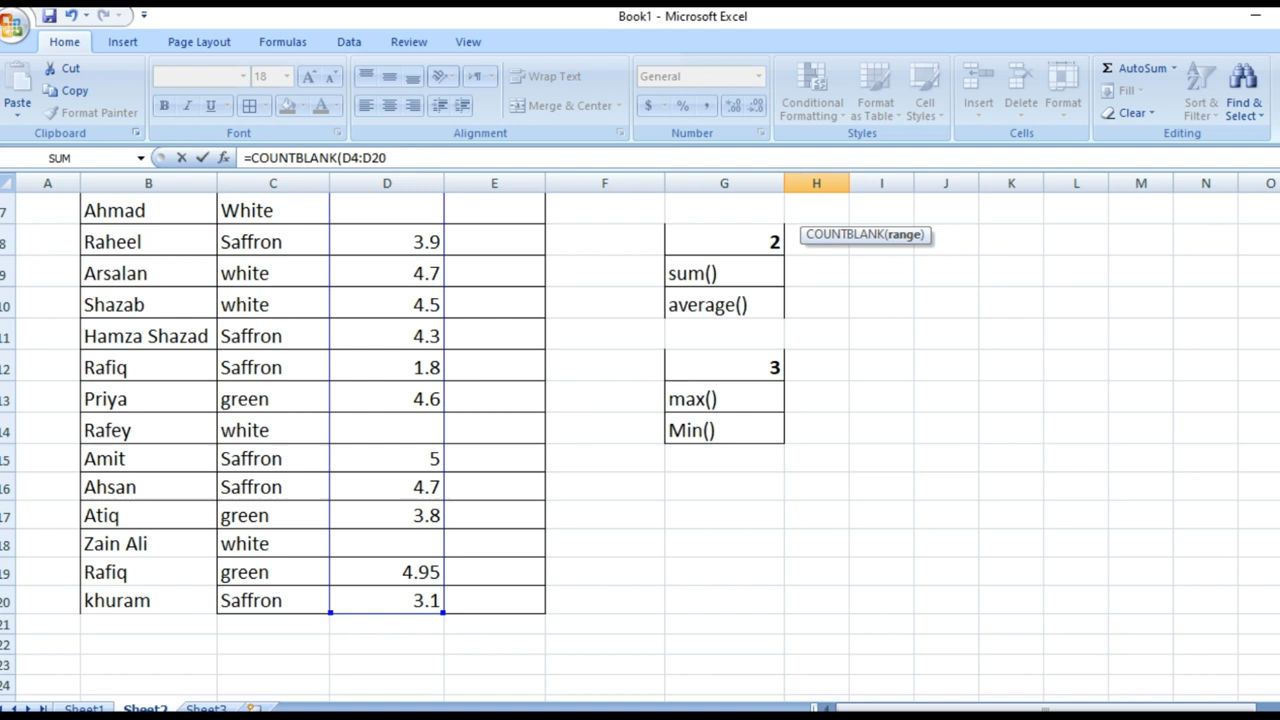 Book1 - Microsoft Excel
Home Insert Page Layout Formulas Data Review View
Paste
Cut
Copy
Format Painter
Clipboard
18 A A
B I U A
Font
Wrap Text
Merge & Center
Alignment
General
$ % ,
Number
Conditional Formatting
Format as Table
Cell Styles
Styles
Insert Delete Format
Cells
Σ AutoSum
Fill
Clear
Sort & Filter
Find & Select
Editing
SUM fx =COUNTBLANK(D4:D20
A B C D E F G H I J K L M N O
7 Ahmad White
8 Raheel Saffron 3.9 2
COUNTBLANK(range)
9 Arsalan white 4.7 sum()
10 Shazab white 4.5 average()
11 Hamza Shazad Saffron 4.3
12 Rafiq Saffron 1.8 3
13 Priya green 4.6 max()
14 Rafey white Min()
15 Amit Saffron 5
16 Ahsan Saffron 4.7
17 Atiq green 3.8
18 Zain Ali white
19 Rafiq green 4.95
20 khuram Saffron 3.1
21
22
23
24
Sheet1 Sheet2 Sheet3